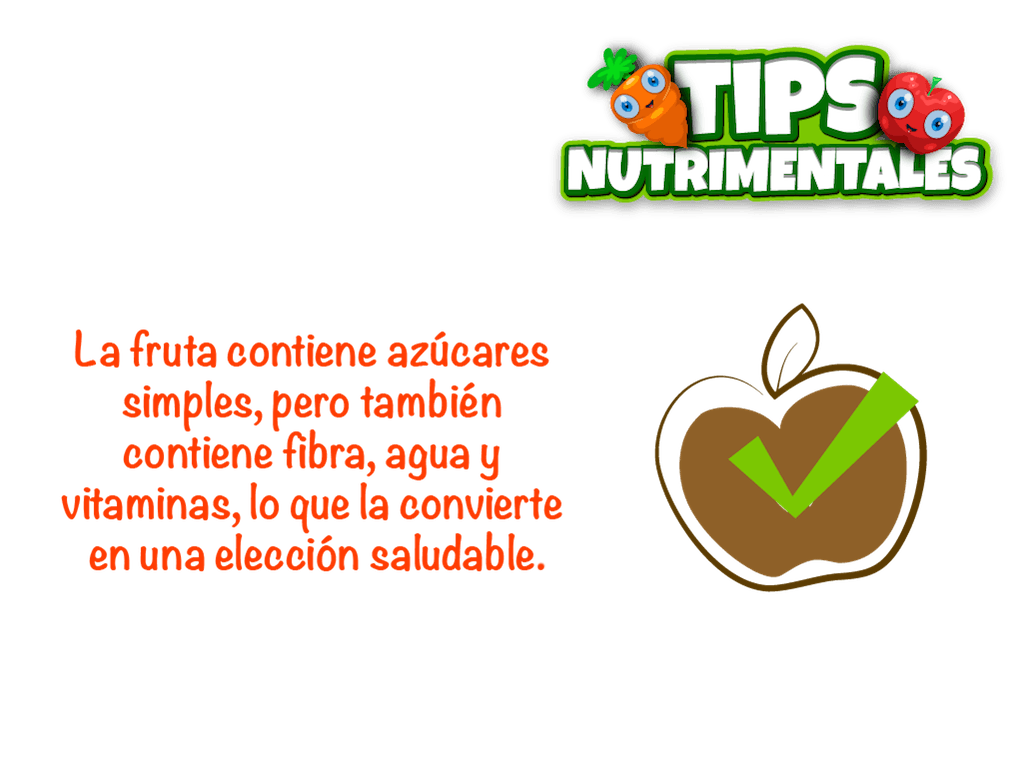 TIPS
NUTRIMENTALES
La fruta contiene azúcares
simples, pero también
contiene fibra, agua y
vitaminas, lo que la convierte
en una elección saludable.